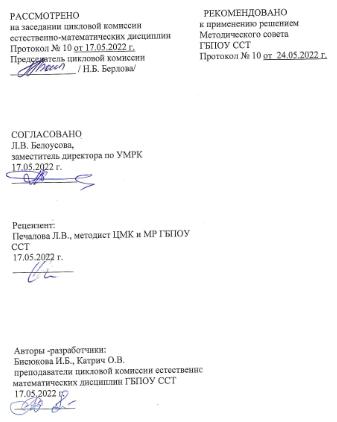 РАССМОТРЕНО
на заседании цикловой комиссии
естественно-математических дисциплин
Протокол № 10 от 17.05.2022 г.
Председатель цикловой комиссии
/ Н.Б. Берлова/
РЕКОМЕНДОВАНО
к применению решением
Методического совета
ГБПОУ ССТ
Протокол № 10 от 24.05.2022 г.
СОГЛАСОВАНО
Л.В. Белоусова,
заместитель директора по УМРК
17.05.2022 г.
Рецензент:
Печалова Л.В., методист ЦМК и МР ГБПОУ
ССТ
17.05.2022 г.
Авторы -разработчики:
Бисюкова И.Б., Катрич О.В.
преподаватели цикловой комиссии естественнс
математических дисциплин ГБПОУ ССТ
17.05.2022 г.